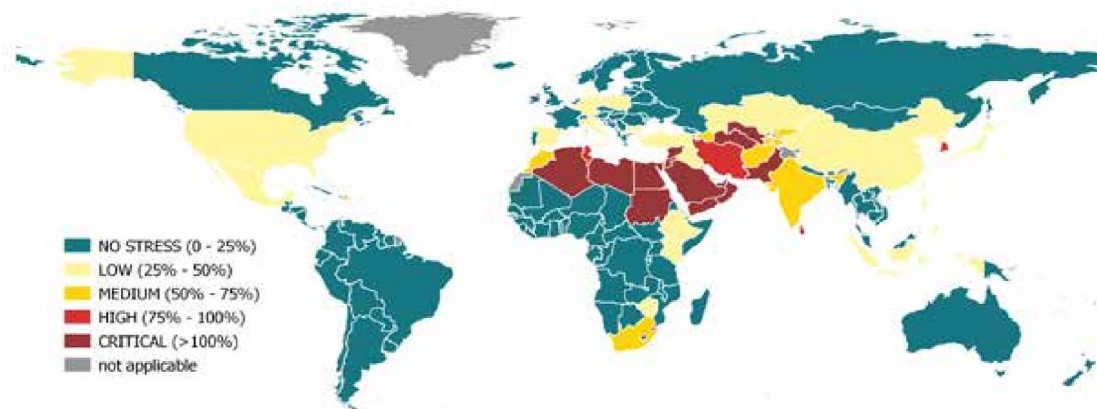 NO STRESS (0 - 25%)
LOW (25% - 50%)
MEDIUM (50% - 75%)
HIGH (75% - 100%)
CRITICAL (>100%)
not applicable